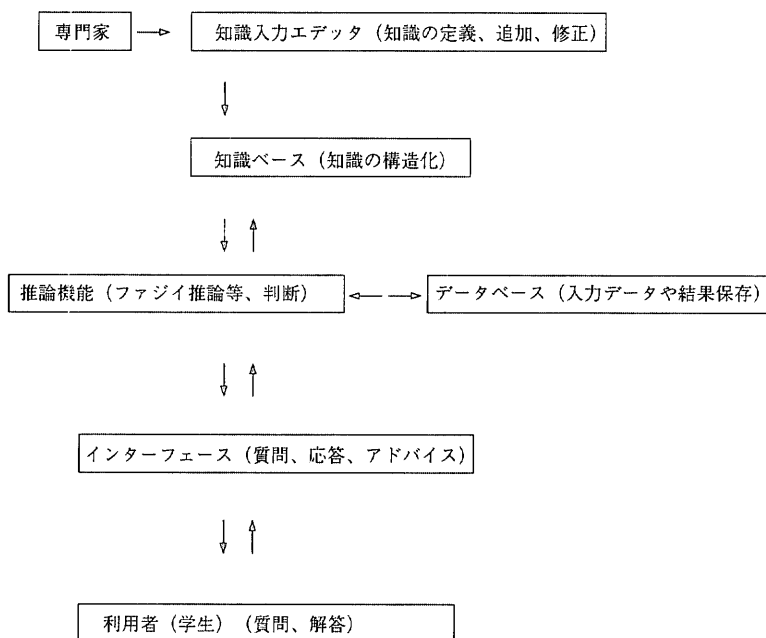 専門家
知識入力エデッタ（知識の定義、追加、修正）
知識ベース（知識の構造化）
推論機能（ファジイ推論等、判断）
データベース（入力データや結果保存）
インターフェース（質問、応答、アドバイス）
利用者（学生）（質問、解答）